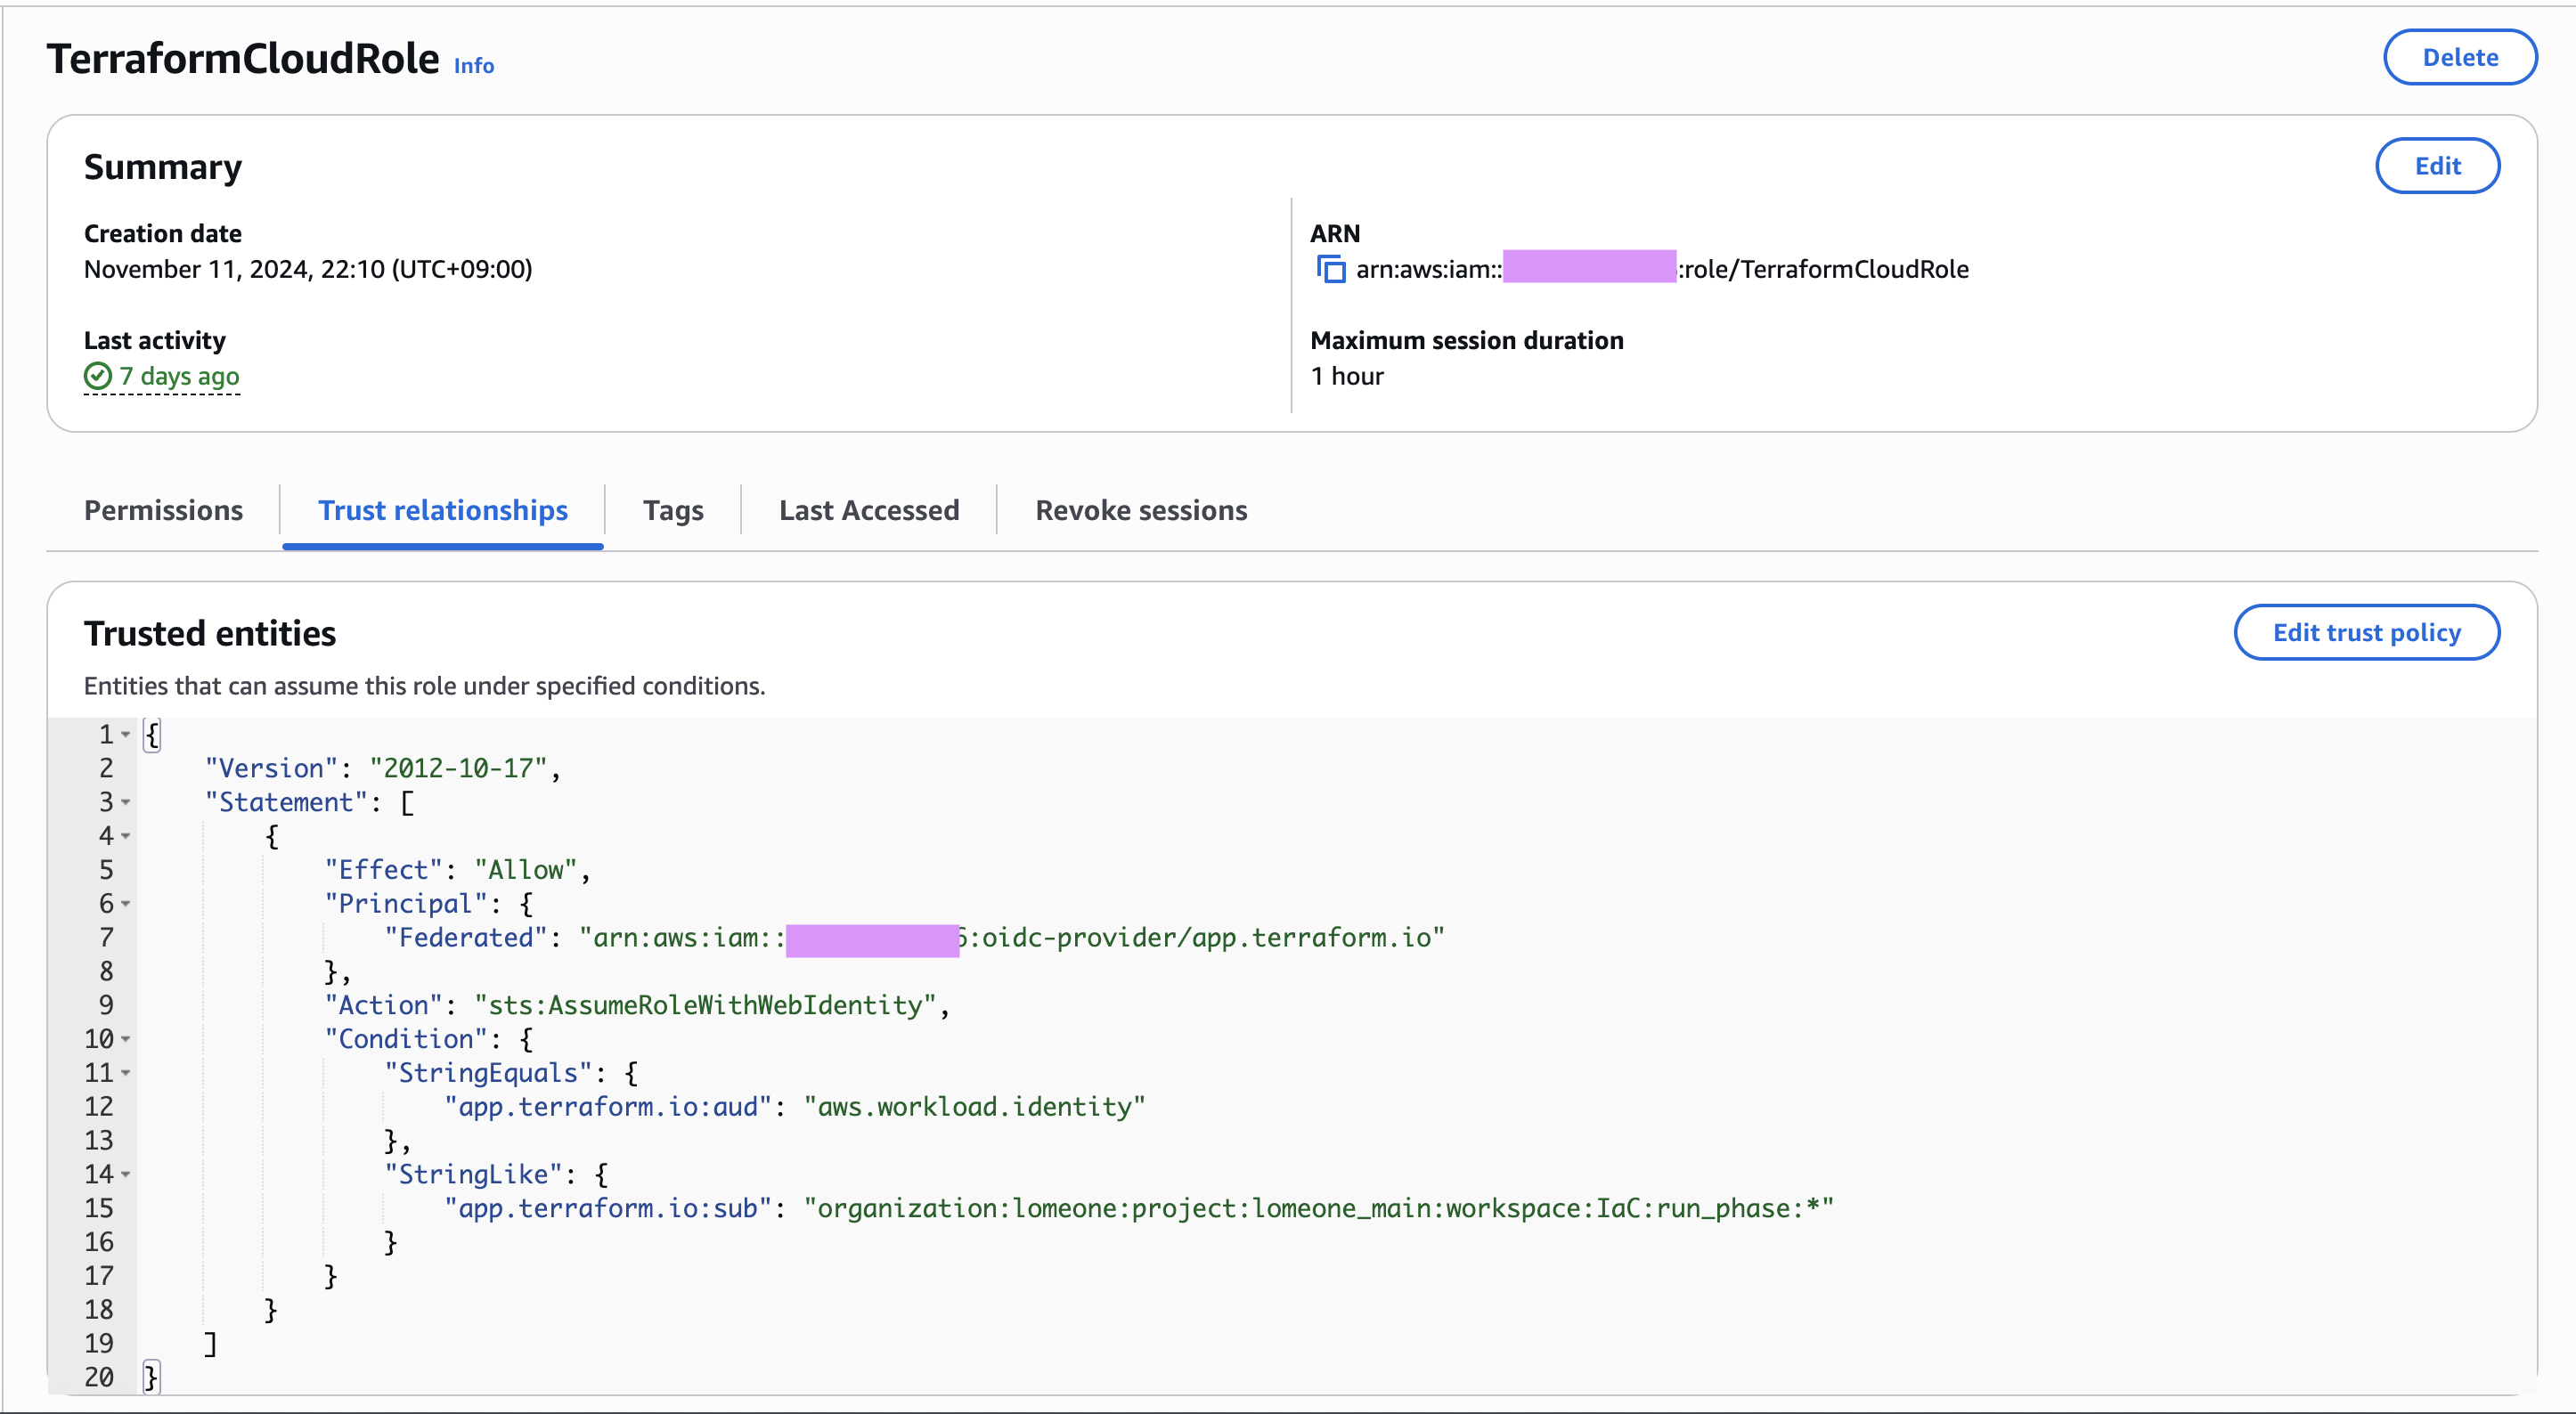 TerraformCloudRole Info
Delete
Summary
Edit
Creation date
November 11, 2024, 22:10 (UTC+09:00)
ARN
arn:aws:iam:: :role/TerraformCloudRole
Last activity
7 days ago
Maximum session duration
1 hour
Permissions
Trust relationships
Tags
Last Accessed
Revoke sessions
Trusted entities
Edit trust policy
Entities that can assume this role under specified conditions.
1 {
2 "Version": "2012-10-17",
3 "Statement": [
4 {
5 "Effect": "Allow",
6 "Principal": {
7 "Federated": "arn:aws:iam:: :oidc-provider/app.terraform.io"
8 },
9 "Action": "sts:AssumeRoleWithWebIdentity",
10 "Condition": {
11 "StringEquals": {
12 "app.terraform.io:aud": "aws.workload.identity"
13 },
14 "StringLike": {
15 "app.terraform.io:sub": "organization:lomeone:project:lomeone_main:workspace:IaC:run_phase:*"
16 }
17 }
18 }
19 ]
20 }